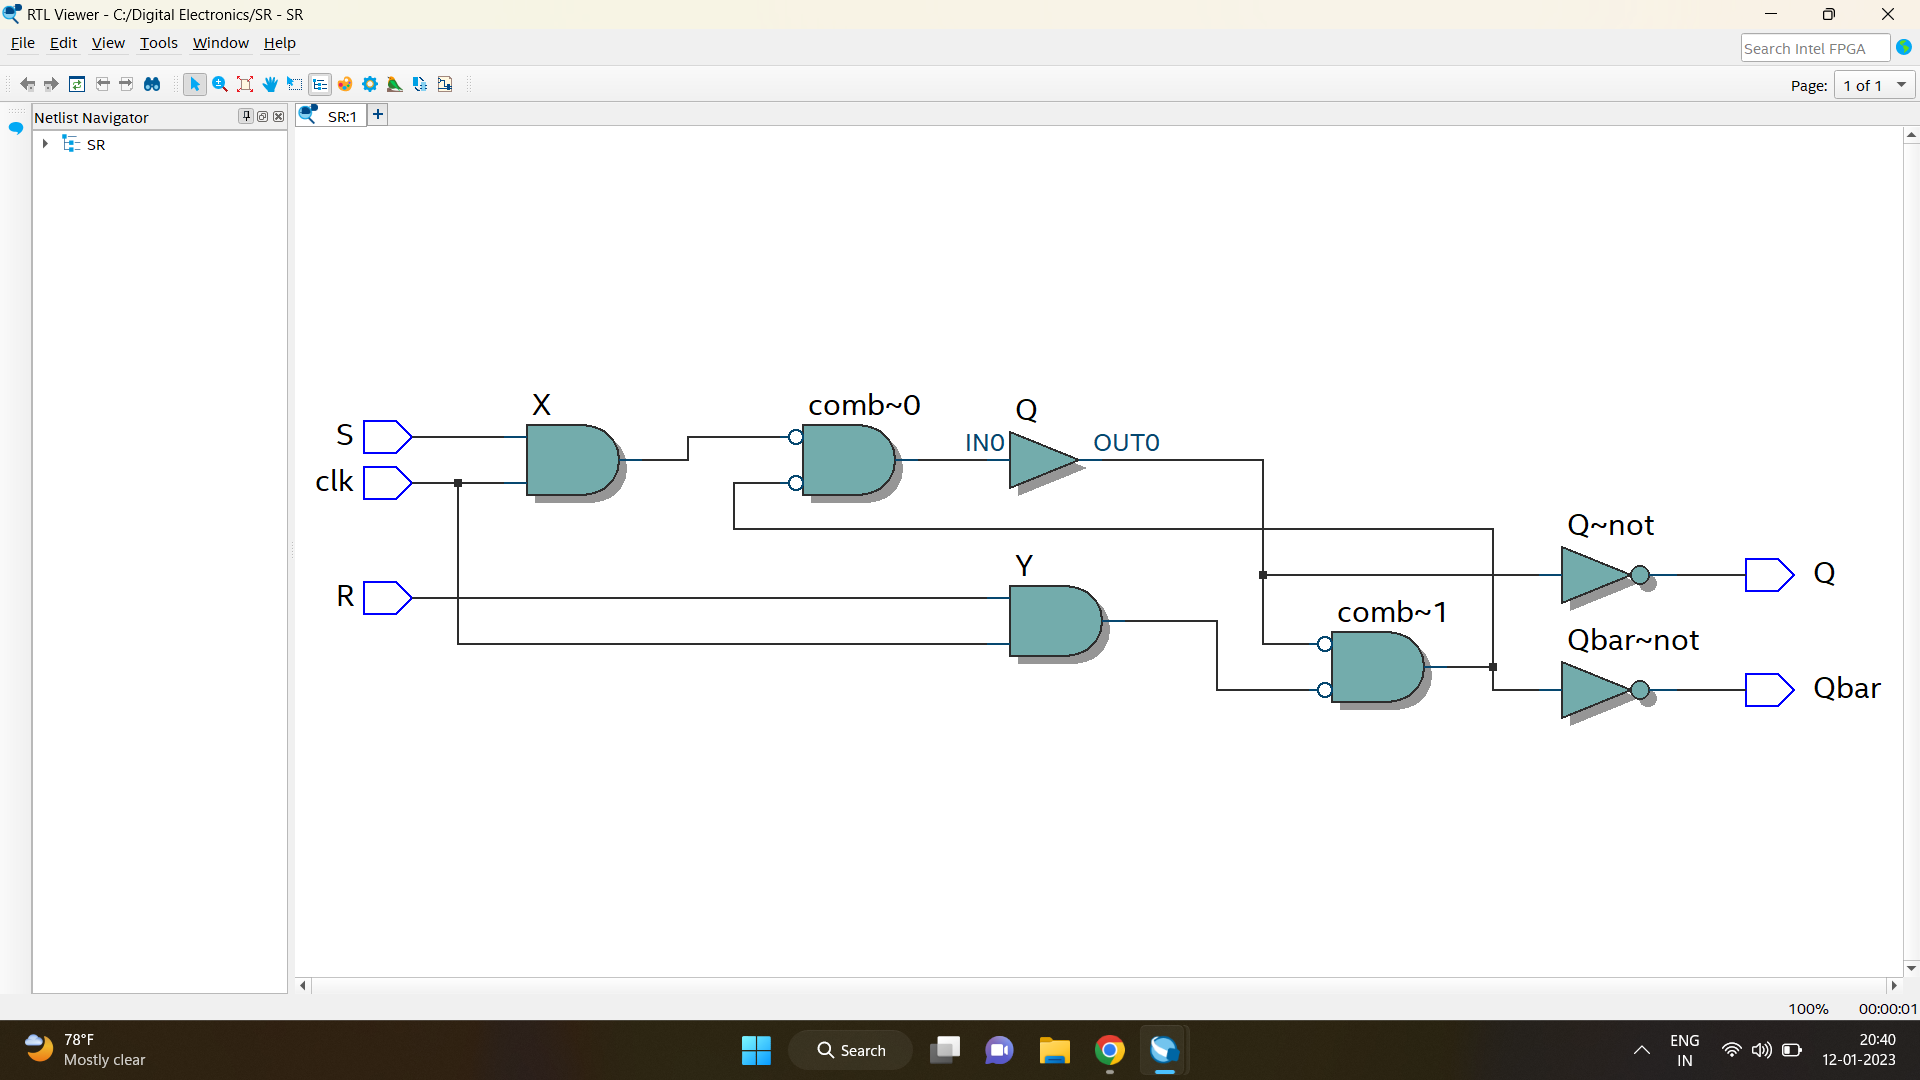 RTL Viewer - C:/Digital Electronics/SR - SR
File Edit View Tools Window Help
Search Intel FPGA
Page: 1 of 1
Netlist Navigator
SR:1
SR
X
comb~0
Q
S
IN0
OUT0
clk
Q~not
Y
Q
R
comb~1
Qbar~not
Qbar
100% 00:00:01
78°F
Mostly clear
Search
ENG
IN
20:40
12-01-2023